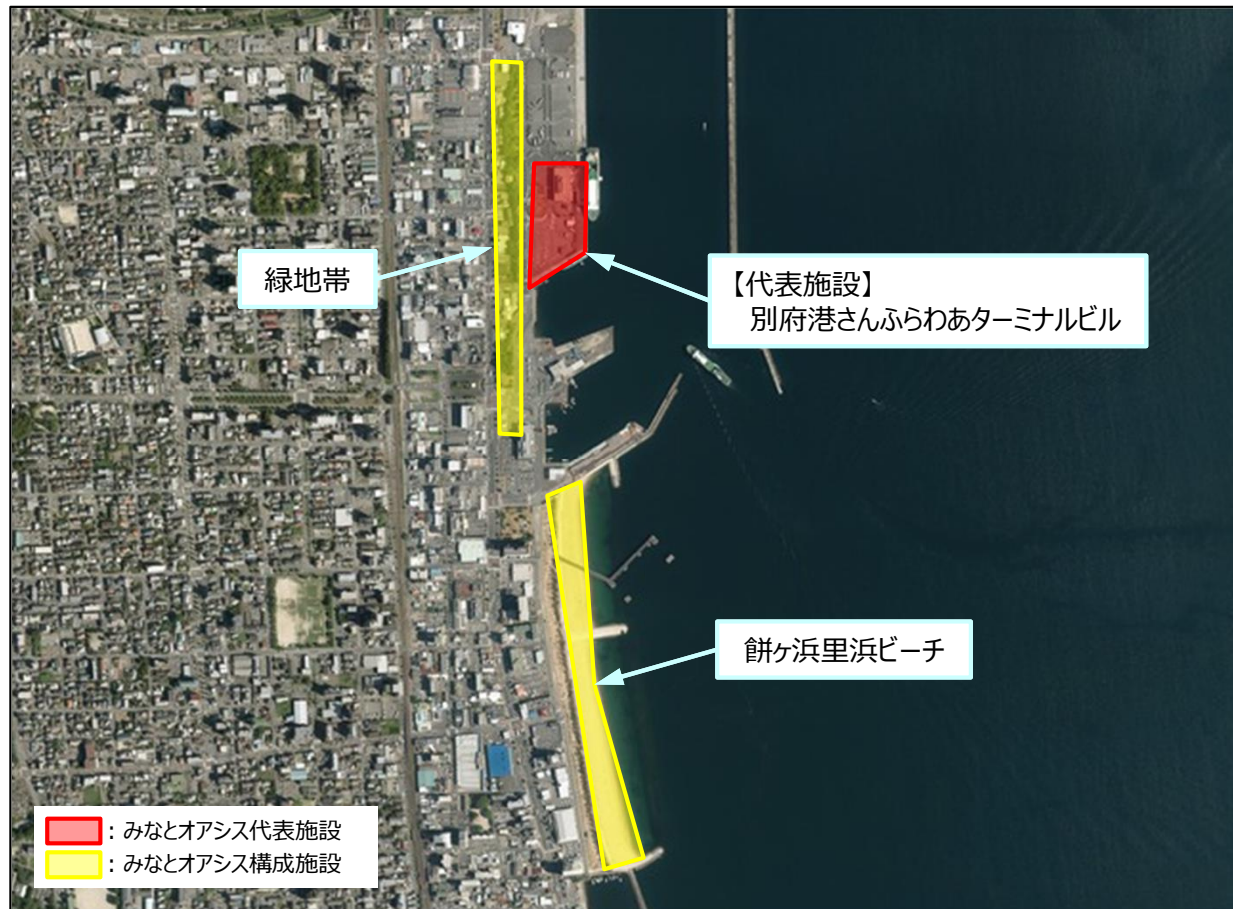 緑地帯
【代表施設】
別府港さんふらわあターミナルビル
餅ヶ浜里浜ビーチ
：みなとオアシス代表施設
：みなとオアシス構成施設